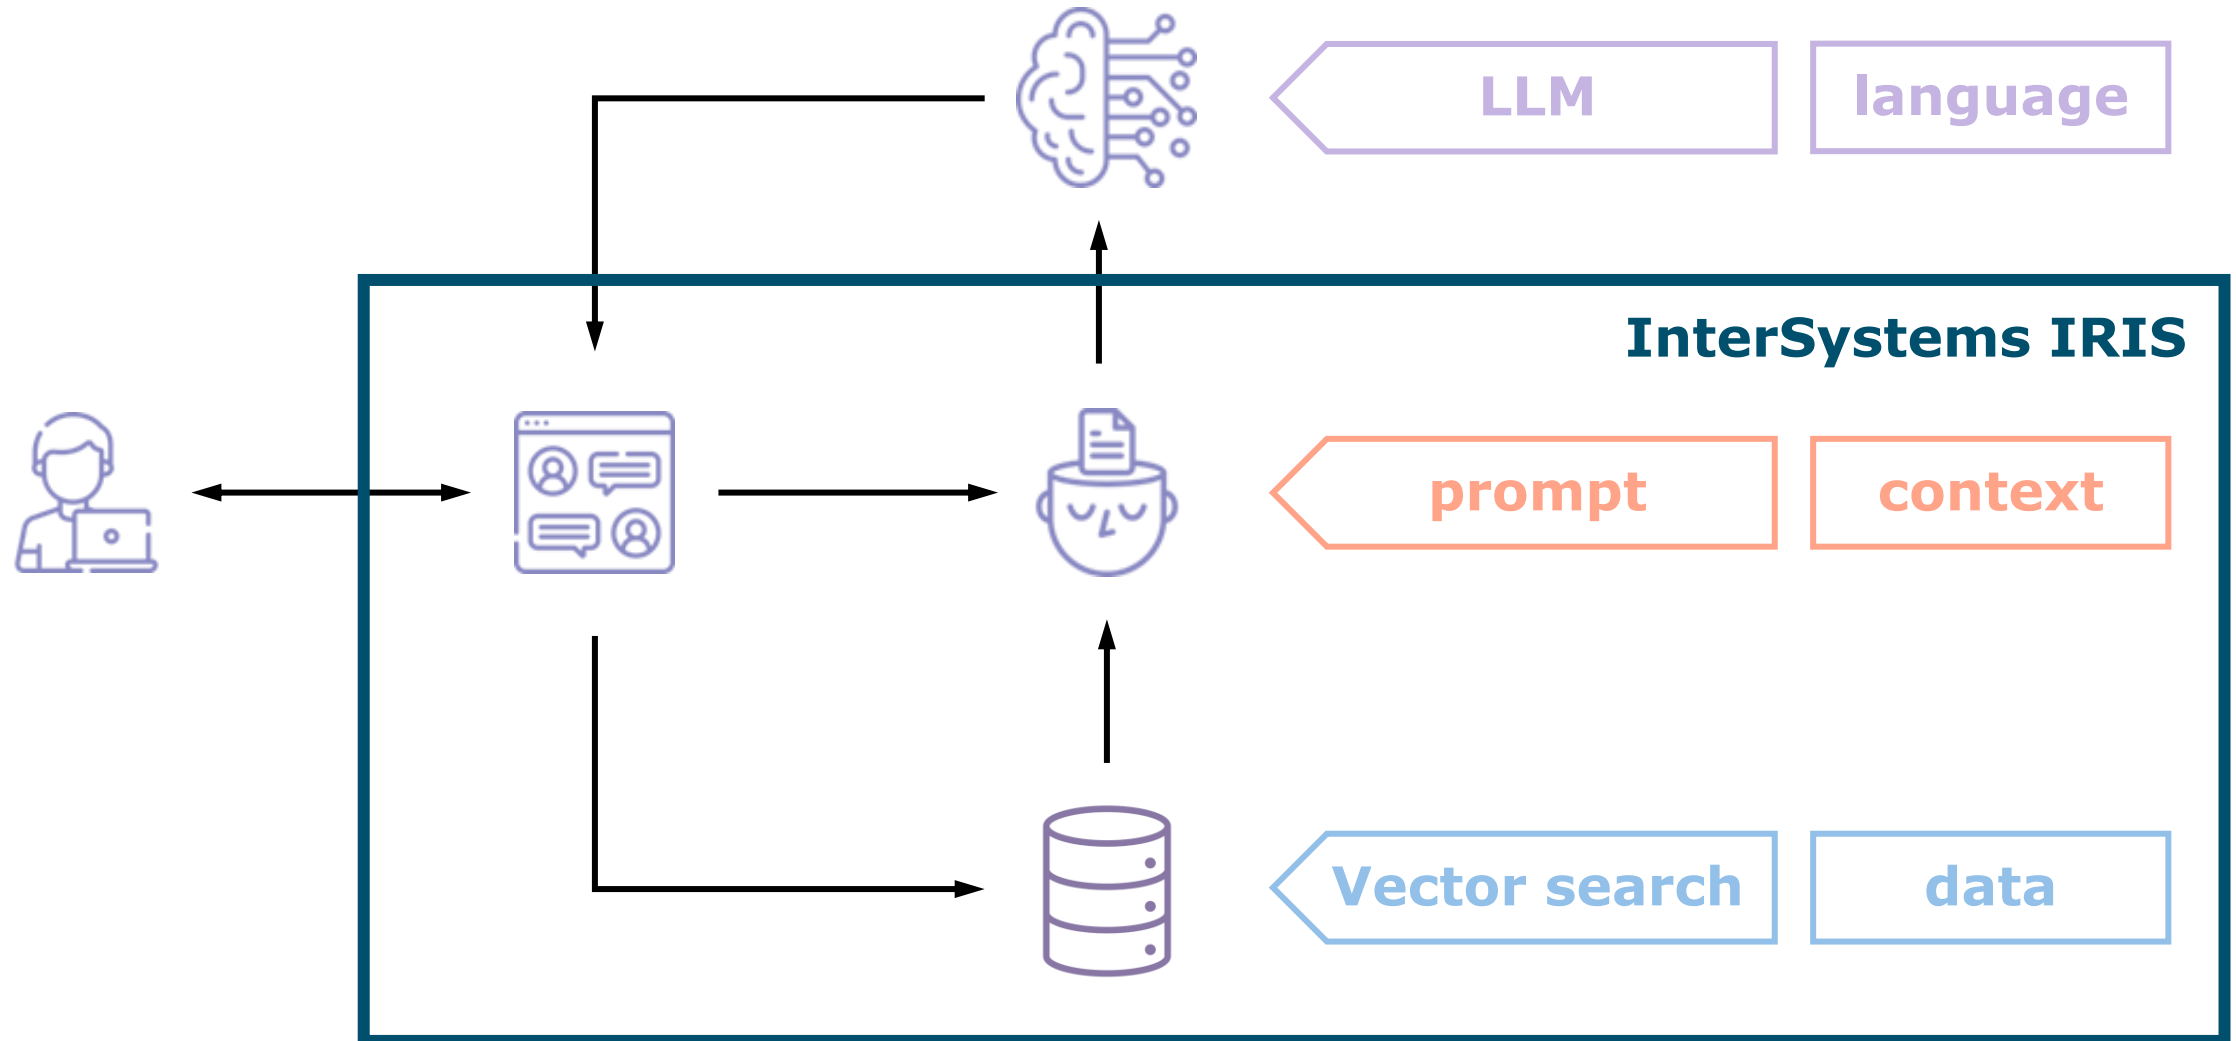 LLM
language
InterSystems IRIS
prompt
context
Vector search
data